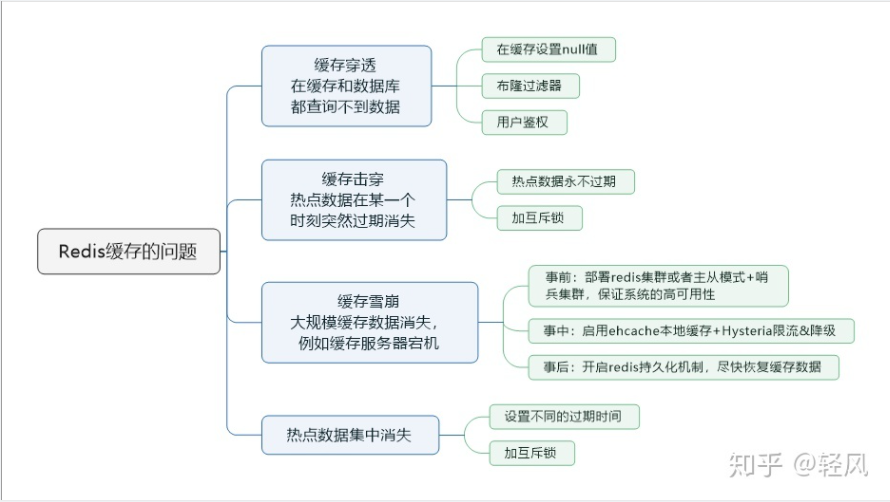 Redis缓存的问题
缓存穿透
在缓存和数据库
都查询不到数据
在缓存设置null值
布隆过滤器
用户鉴权
缓存击穿
热点数据在某一个
时刻突然过期消失
热点数据永不过期
加互斥锁
缓存雪崩
大规模缓存数据消失，
例如缓存服务器宕机
事前：部署redis集群或者主从模式+哨
兵集群，保证系统的高可用性
事中：启用ehcache本地缓存+Hysteria限流&降级
事后：开启redis持久化机制，尽快恢复缓存数据
热点数据集中消失
设置不同的过期时间
加互斥锁
知乎 @轻风